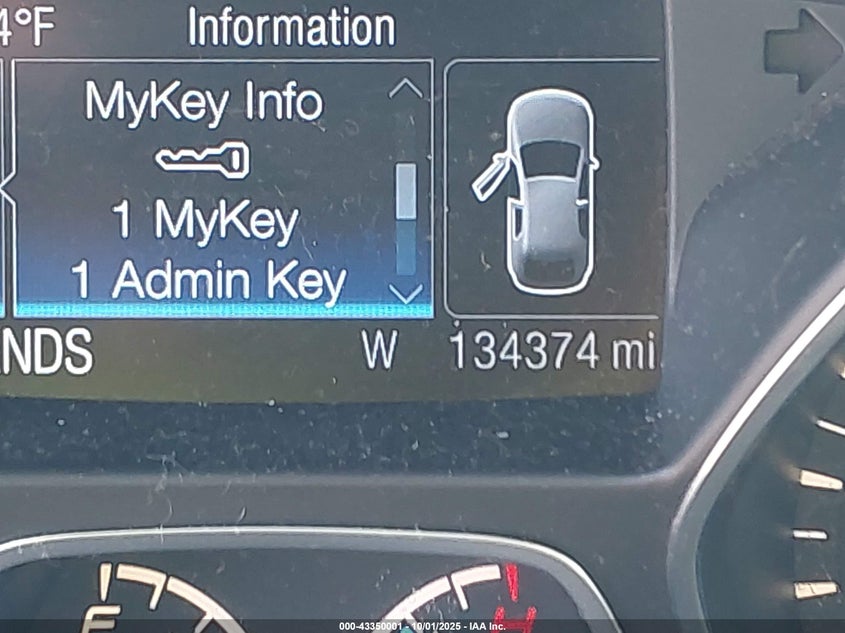 4°F Information
MyKey Info
1 MyKey
1 Admin Key
NDS W 134374 mi
F H
000-43350001 - 10/01/2025 - IAA Inc.